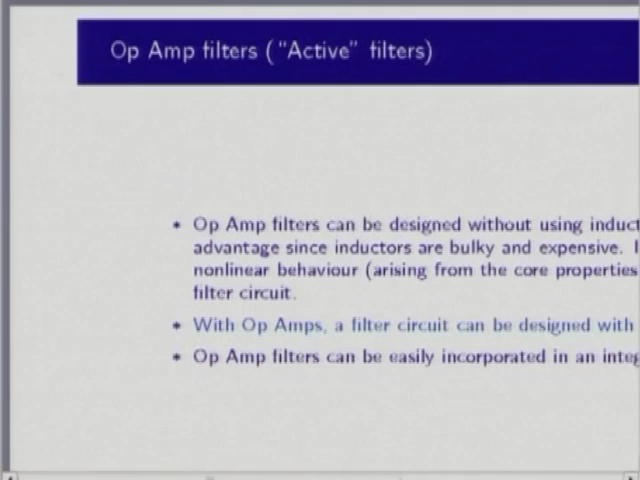 Op Amp filters ("Active" filters)
* Op Amp filters can be designed without using induct
advantage since inductors are bulky and expensive. I
nonlinear behaviour (arising from the core properties
filter circuit.
* With Op Amps, a filter circuit can be designed with
* Op Amp filters can be easily incorporated in an integ